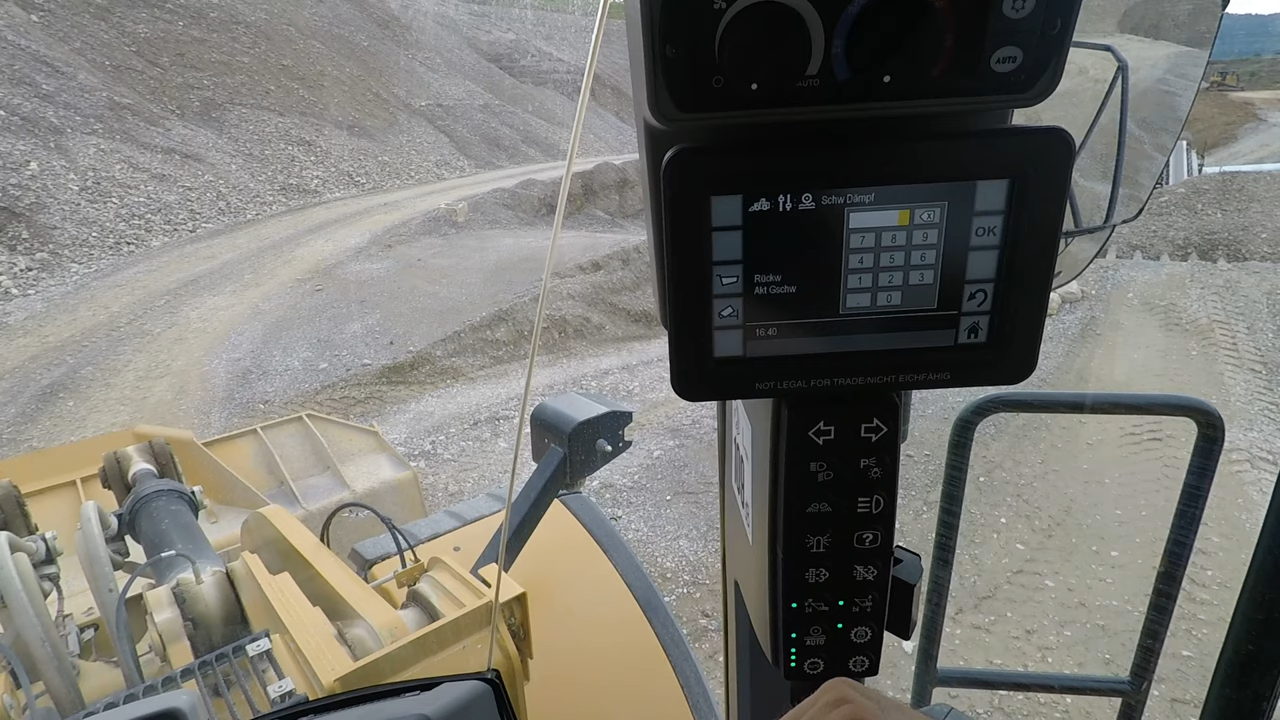 AUTO
AUTO
Schw Dämpf
7 8 9
OK
4 5 6
1 2 3
. 0
Rückw
Akt Gschw
16:40
NOT LEGAL FOR TRADE/NICHT EICHFÄHIG
P
?
N
N
AUTO